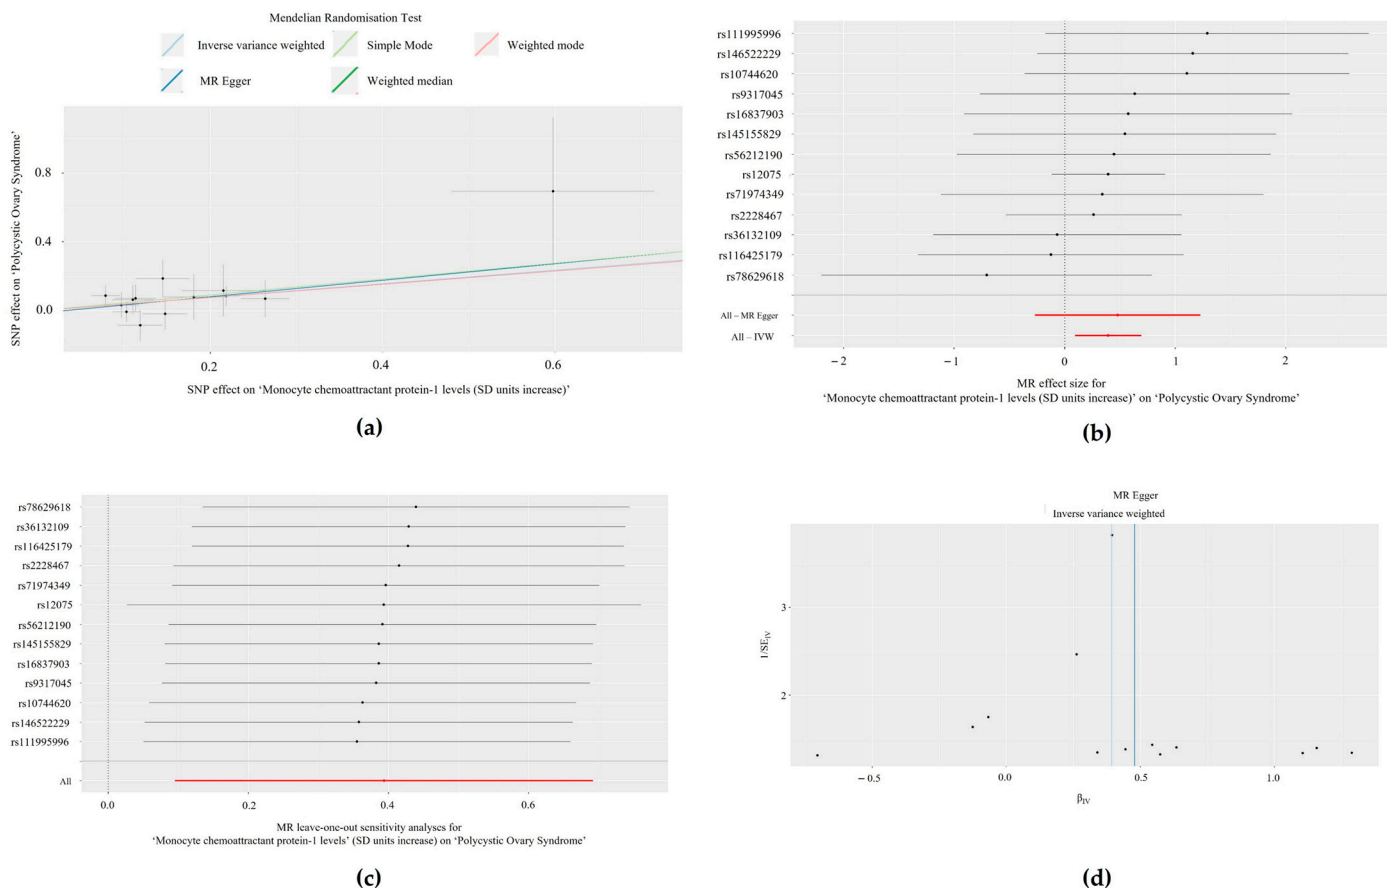 Mendelian Randomisation Test
Inverse variance weighted
Simple Mode
Weighted mode
MR Egger
Weighted median
SNP effect on 'Polycystic Ovary Syndrome'
0.8
0.4
0.0
0.2
0.4
0.6
SNP effect on 'Monocyte chemoattractant protein-1 levels (SD units increase)'
(a)
rs111995996
rs146522229
rs10744620
rs9317045
rs16837903
rs145155829
rs56212190
rs12075
rs71974349
rs2228467
rs36132109
rs116425179
rs78629618
All – MR Egger
All – IVW
−2
−1
0
1
2
MR effect size for
'Monocyte chemoattractant protein-1 levels (SD units increase)' on 'Polycystic Ovary Syndrome'
(b)
rs78629618
rs36132109
rs116425179
rs2228467
rs71974349
rs12075
rs56212190
rs145155829
rs16837903
rs9317045
rs10744620
rs146522229
rs111995996
All
0.0
0.2
0.4
0.6
MR leave-one-out sensitivity analyses for
'Monocyte chemoattractant protein-1 levels' (SD units increase) on 'Polycystic Ovary Syndrome'
(c)
MR Egger
Inverse variance weighted
1/SE_IV
3
2
−0.5
0.0
0.5
1.0
β_IV
(d)